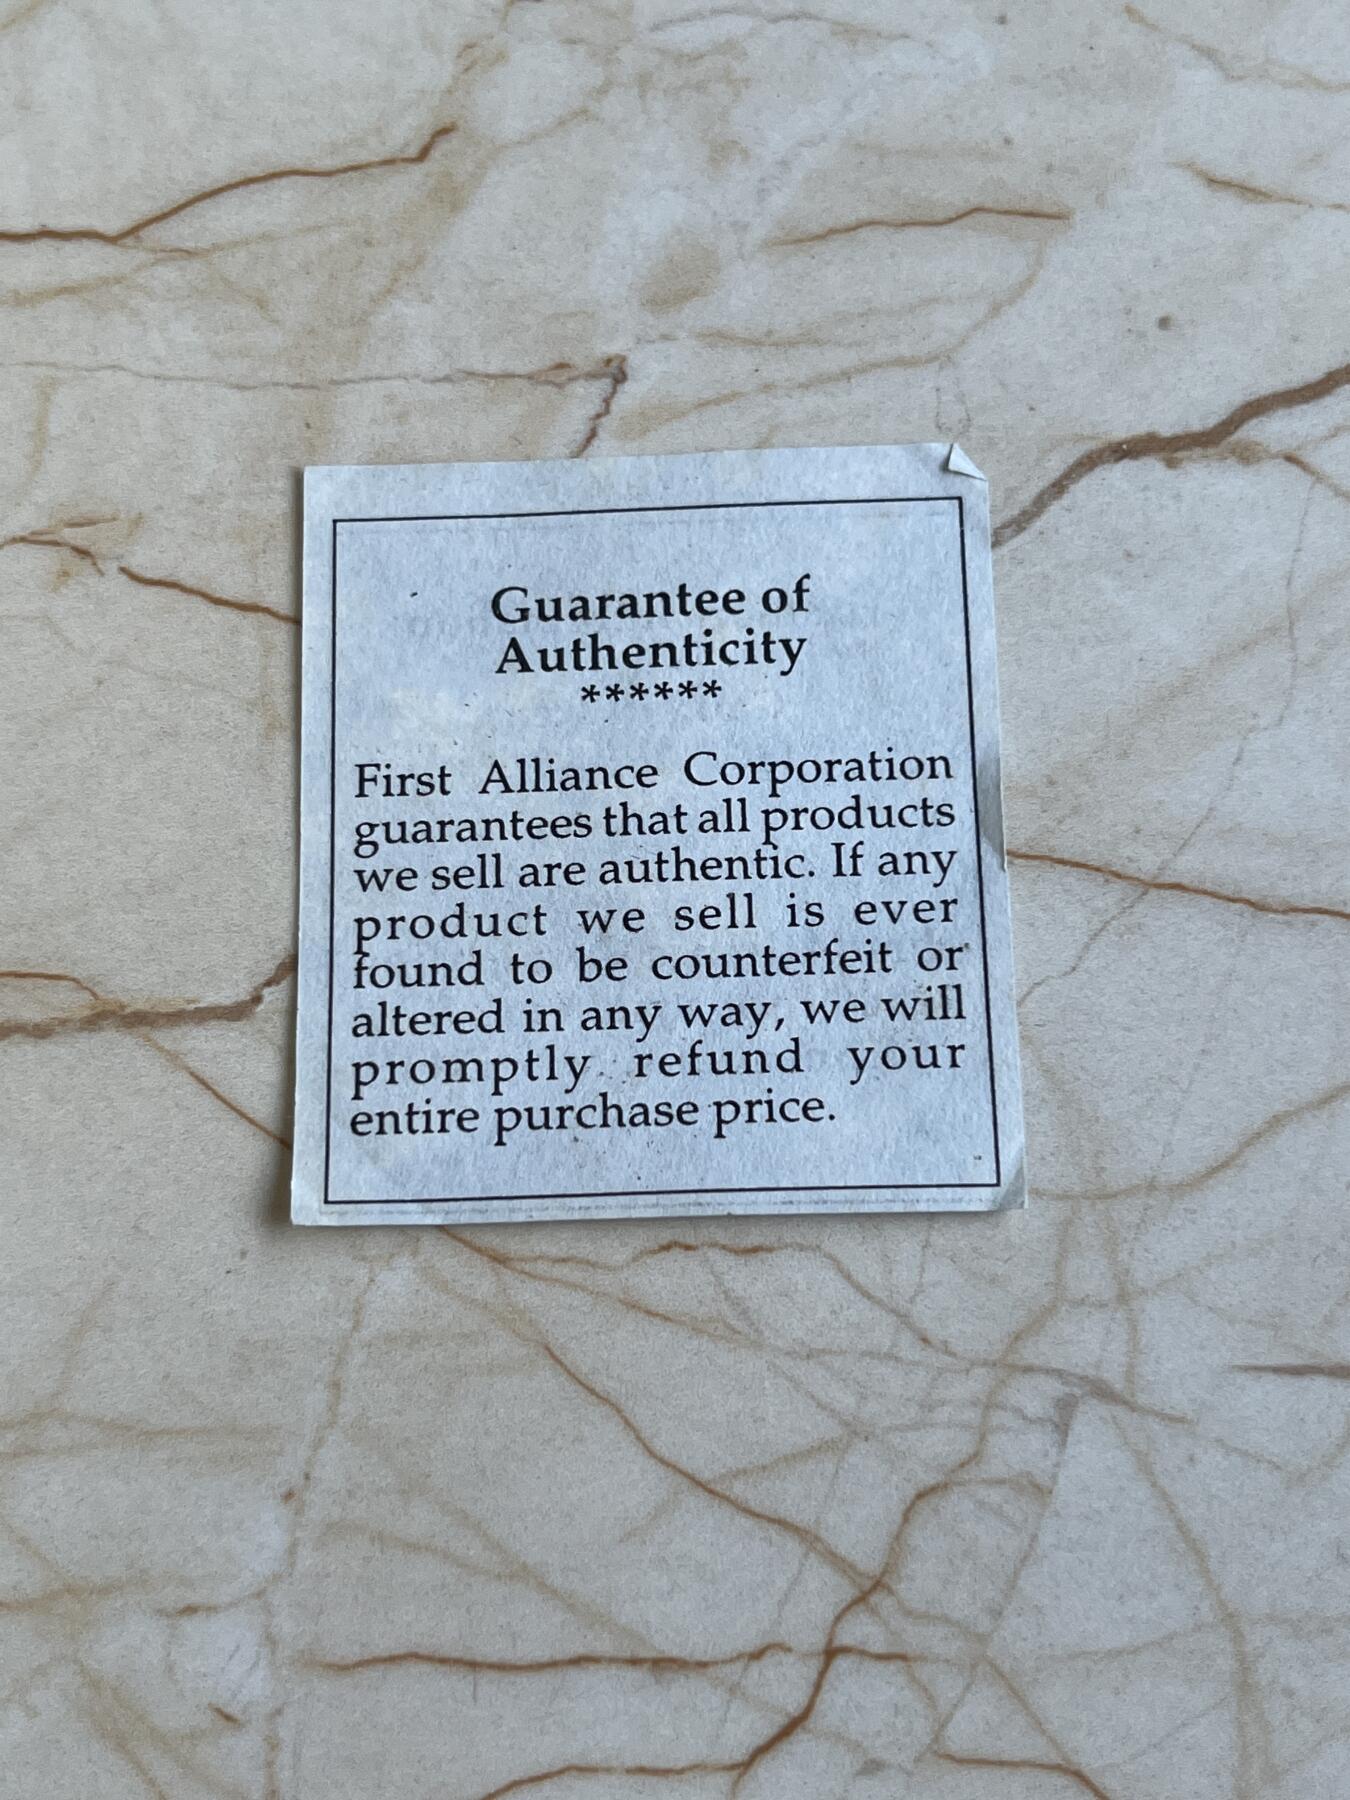 Guarantee of
Authenticity
******
First Alliance Corporation
guarantees that all products
we sell are authentic. If any
product we sell is ever
found to be counterfeit or
altered in any way, we will
promptly refund your
entire purchase price.